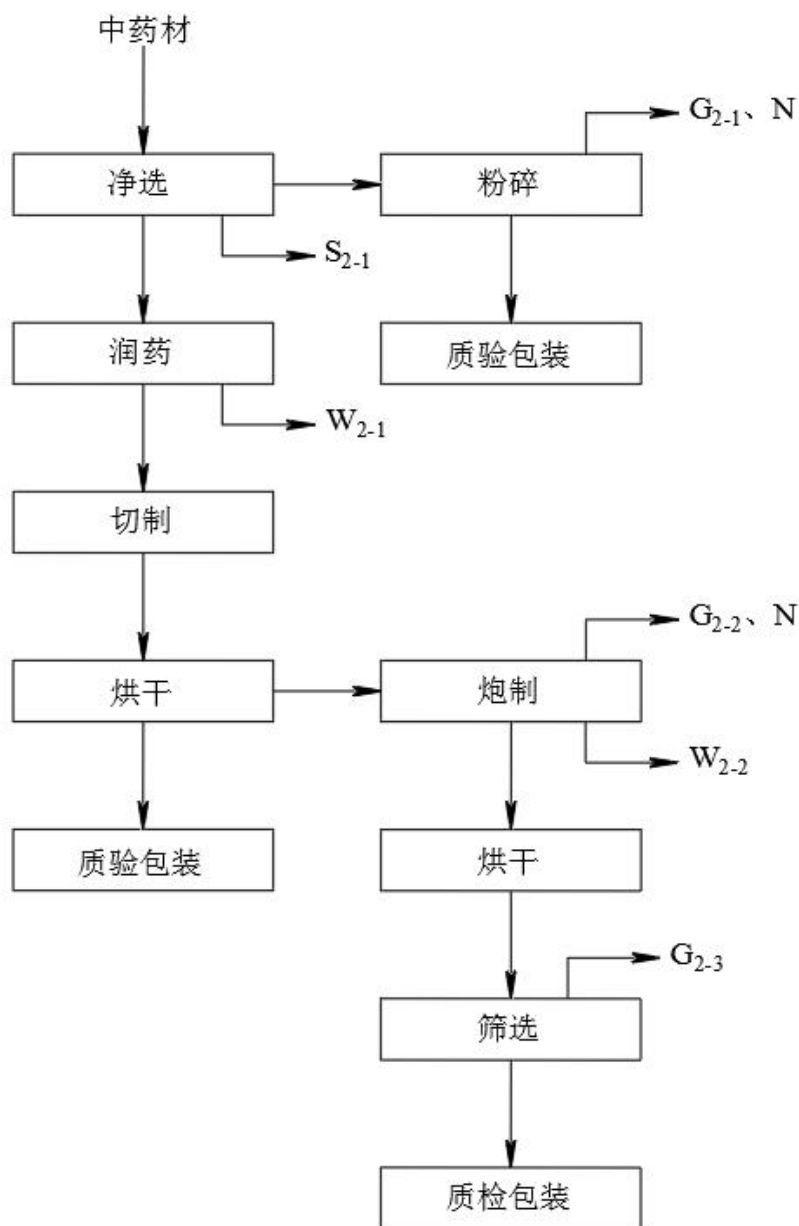 中药材
G2-1、N
净选
粉碎
S2-1
润药
质验包装
W2-1
切制
G2-2、N
烘干
炮制
W2-2
质验包装
烘干
G2-3
筛选
质检包装